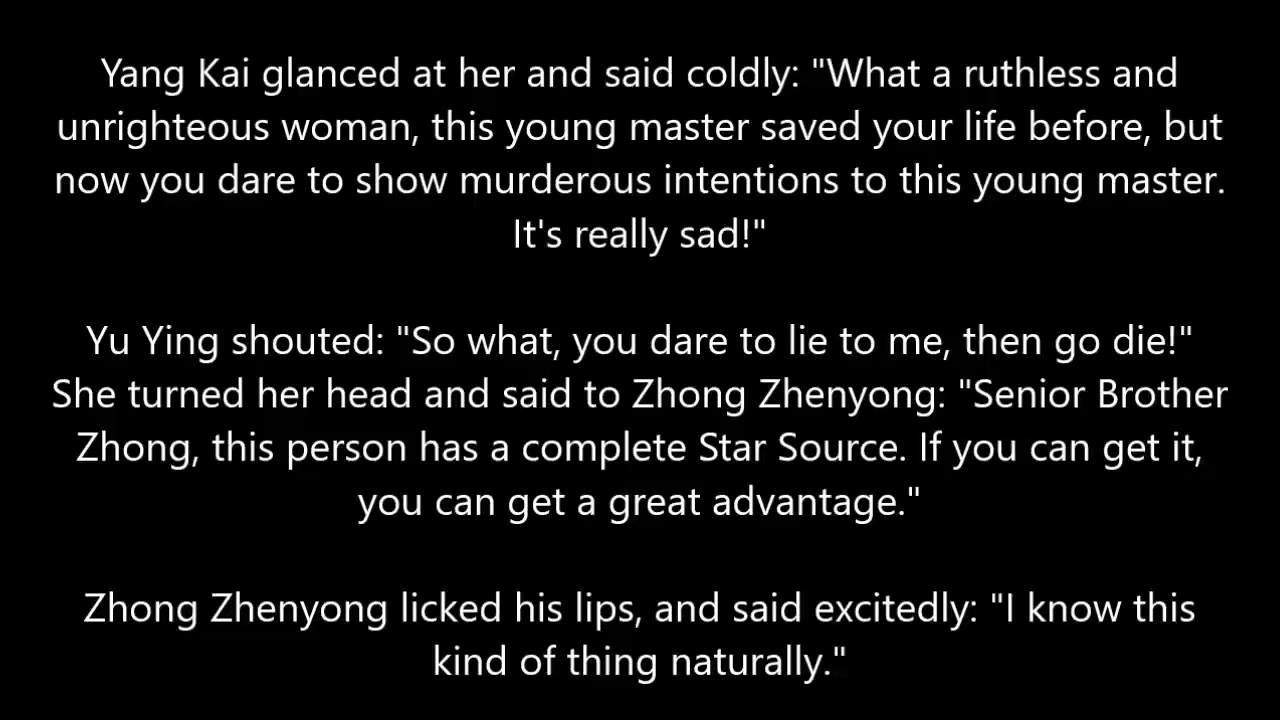 Yang Kai glanced at her and said coldly: "What a ruthless and
unrighteous woman, this young master saved your life before, but
now you dare to show murderous intentions to this young master.
It's really sad!"
Yu Ying shouted: "So what, you dare to lie to me, then go die!"
She turned her head and said to Zhong Zhenyong: "Senior Brother
Zhong, this person has a complete Star Source. If you can get it,
you can get a great advantage."
Zhong Zhenyong licked his lips, and said excitedly: "I know this
kind of thing naturally."